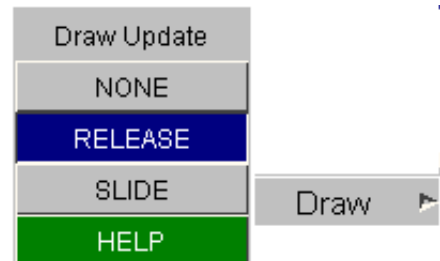 Draw Update
NONE
RELEASE
SLIDE
Draw
HELP